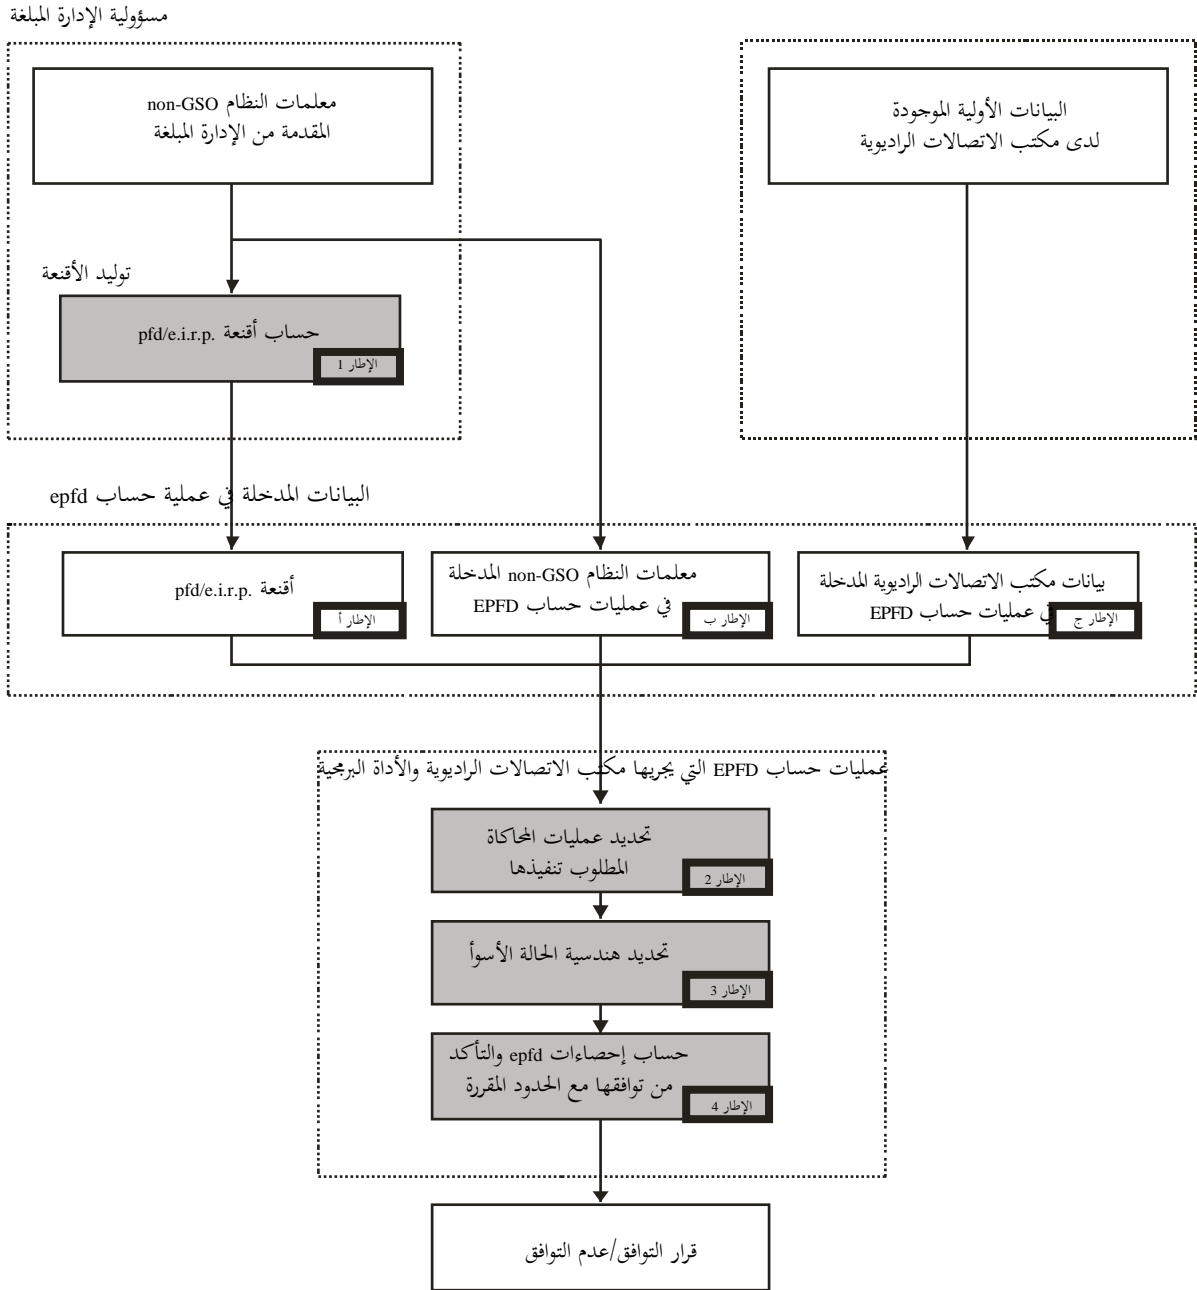 مسؤولية الإدارة المبلغة
معلمات النظام non-GSO
المقدمة من الإدارة المبلغة
البيانات الأولية الموجودة
لدى مكتب الاتصالات الراديوية
توليد الأقنعة
حساب أقنعة pfd/e.i.r.p.
الإطار 1
البيانات المدخلة في عملية حساب epfd
أقنعة pfd/e.i.r.p.
الإطار أ
معلمات النظام non-GSO المدخلة
في عمليات حساب EPFD
الإطار ب
بيانات مكتب الاتصالات الراديوية المدخلة
في عمليات حساب EPFD
الإطار ج
عمليات حساب EPFD التي يجريها مكتب الاتصالات الراديوية والأداة البرمجية
تحديد عمليات المحاكاة
المطلوب تنفيذها
الإطار 2
تحديد هندسية الحالة الأسوأ
الإطار 3
حساب إحصاءات epfd والتأكد
من توافقها مع الحدود المقررة
الإطار 4
قرار التوافق/عدم التوافق